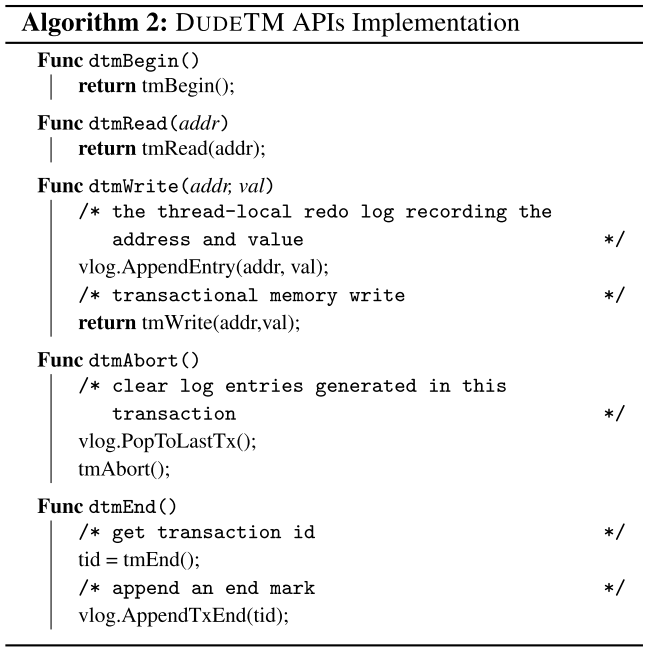 Algorithm 2: DUDETM APIs Implementation
Func dtmBegin()
return tmBegin();
Func dtmRead(addr)
return tmRead(addr);
Func dtmWrite(addr, val)
/* the thread-local redo log recording the
address and value */
vlog.AppendEntry(addr, val);
/* transactional memory write */
return tmWrite(addr,val);
Func dtmAbort()
/* clear log entries generated in this
transaction */
vlog.PopToLastTx();
tmAbort();
Func dtmEnd()
/* get transaction id */
tid = tmEnd();
/* append an end mark */
vlog.AppendTxEnd(tid);